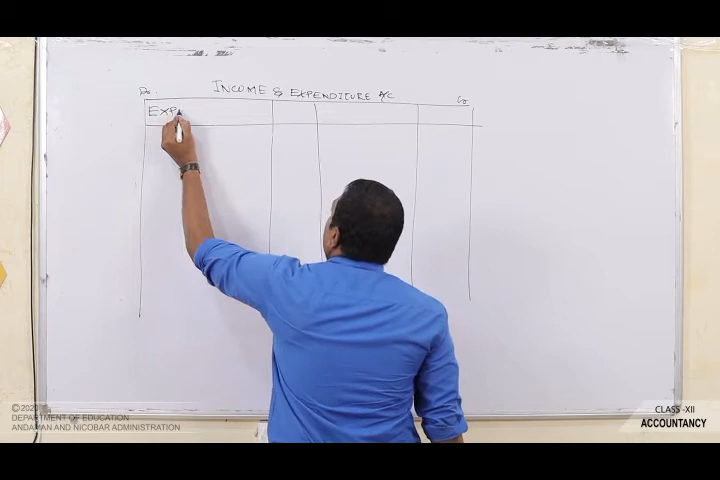 Dr. INCOME & EXPENDITURE A/C Cr
EXP
©2020
DEPARTMENT OF EDUCATION
ANDAMAN AND NICOBAR ADMINISTRATION
CLASS -XII
ACCOUNTANCY